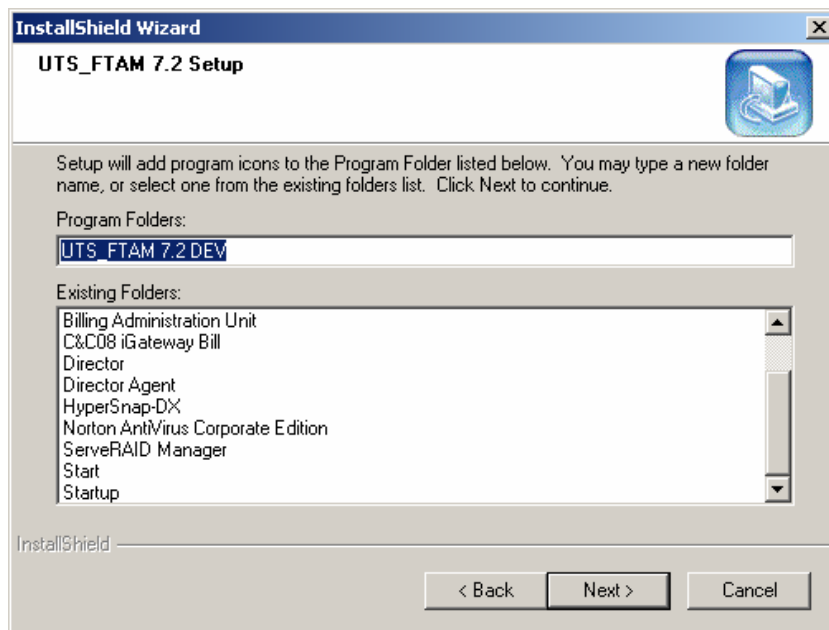 InstallShield Wizard
UTS_FTAM 7.2 Setup
Setup will add program icons to the Program Folder listed below. You may type a new folder
name, or select one from the existing folders list. Click Next to continue.
Program Folders:
UTS_FTAM 7.2 DEV
Existing Folders:
Billing Administration Unit
C&C08 iGateway Bill
Director
Director Agent
HyperSnap-DX
Norton AntiVirus Corporate Edition
ServeRAID Manager
Start
Startup
InstallShield
< Back
Next >
Cancel